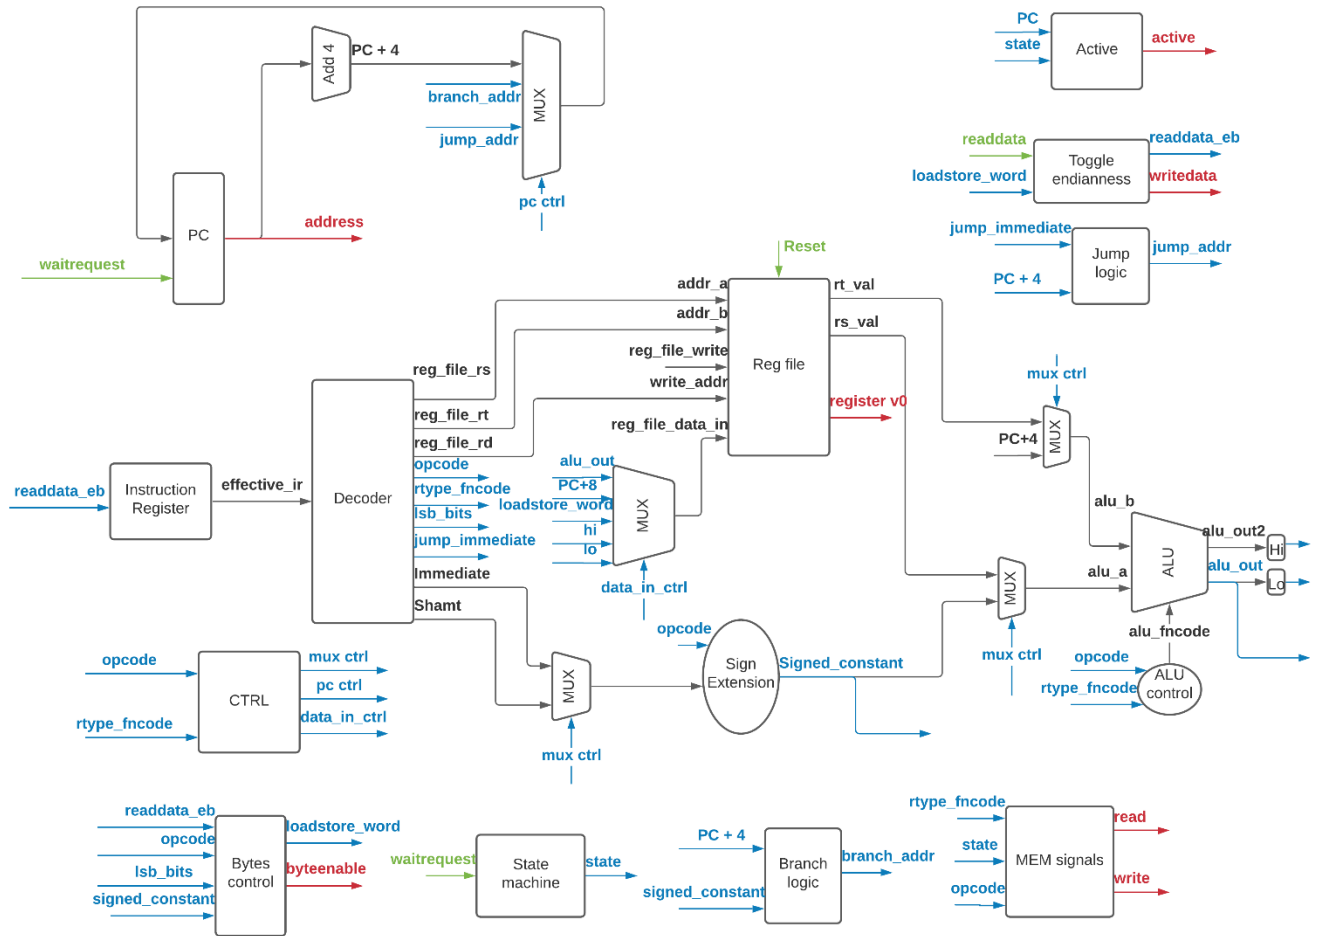 PC
state
Active
active
Add 4
PC + 4
branch_addr
jump_addr
MUX
pc ctrl
readdata
loadstore_word
Toggle
endianness
readdata_eb
writedata
PC
waitrequest
address
jump_immediate
PC + 4
Jump
logic
jump_addr
Reset
addr_a
addr_b
reg_file_write
write_addr
reg_file_data_in
Reg file
rt_val
rs_val
register v0
mux ctrl
MUX
PC+4
reg_file_rs
reg_file_rt
reg_file_rd
opcode
rtype_fncode
lsb_bits
jump_immediate
Immediate
Shamt
Decoder
readdata_eb
Instruction
Register
effective_ir
alu_out
PC+8
loadstore_word
hi
lo
MUX
data_in_ctrl
alu_b
alu_a
ALU
alu_out2
alu_out
Hi
Lo
MUX
mux ctrl
alu_fncode
opcode
rtype_fncode
ALU
control
opcode
Sign
Extension
Signed_constant
MUX
mux ctrl
opcode
rtype_fncode
CTRL
mux ctrl
pc ctrl
data_in_ctrl
readdata_eb
opcode
lsb_bits
signed_constant
Bytes
control
loadstore_word
byteenable
waitrequest
State
machine
state
PC + 4
signed_constant
Branch
logic
branch_addr
rtype_fncode
state
opcode
MEM signals
read
write